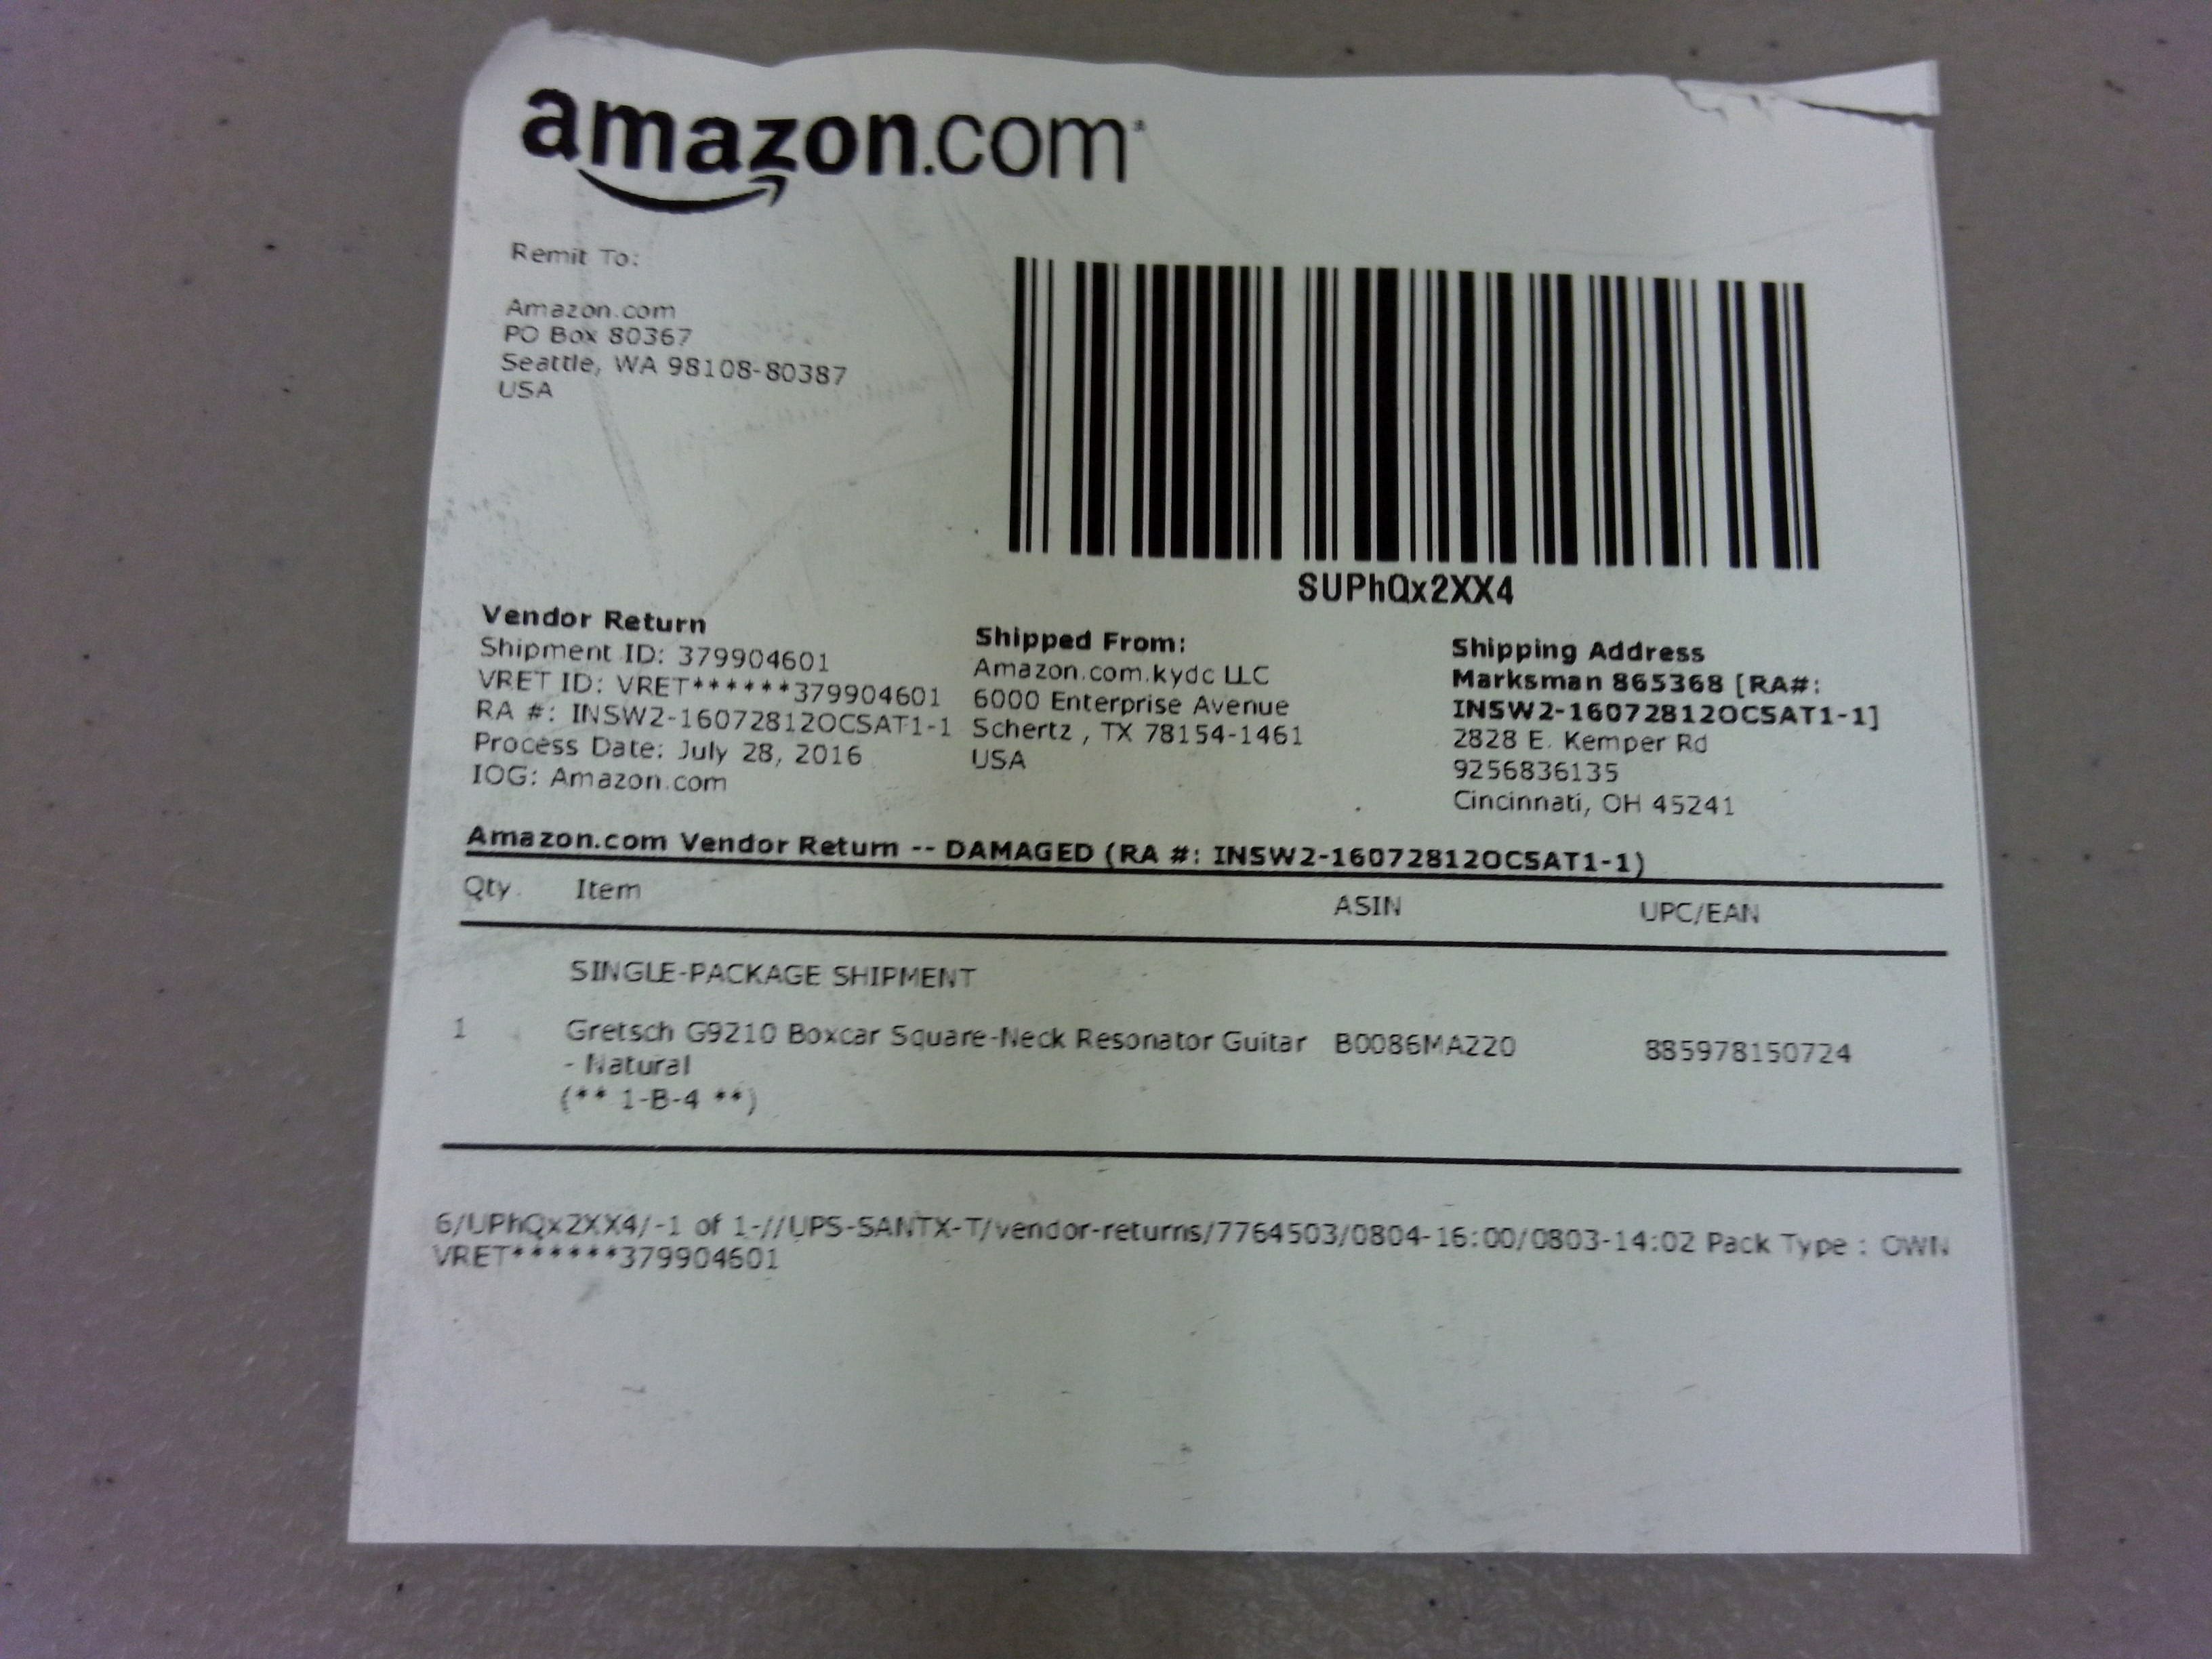 amazon.com
Remit To:
Amazon.com
PO Box 80367
Seattle, WA 98108-80387
USA
SUPhQx2XX4
Vendor Return
Shipment ID: 379904601
VRET ID: VRET******379904601
RA #: INSW2-160728120CSAT1-1
Process Date: July 28, 2016
IOG: Amazon.com
Shipped From:
Amazon.com.kydc LLC
6000 Enterprise Avenue
Schertz , TX 78154-1461
USA
Shipping Address
Marksman 865368 [RA#:
INSW2-160728120CSAT1-1]
2828 E. Kemper Rd
9256836135
Cincinnati, OH 45241
Amazon.com Vendor Return -- DAMAGED (RA #: INSW2-160728120CSAT1-1)
Qty Item ASIN UPC/EAN
SINGLE-PACKAGE SHIPMENT
1 Gretsch G9210 Boxcar Square-Neck Resonator Guitar B0086MA220 885978150724
- Natural
(** 1-B-4 **)
6/UPhQx2XX4/-1 of 1-//UPS-SANTX-T/vendor-returns/7764503/0804-16:00/0803-14:02 Pack Type : OWN
VRET******379904601